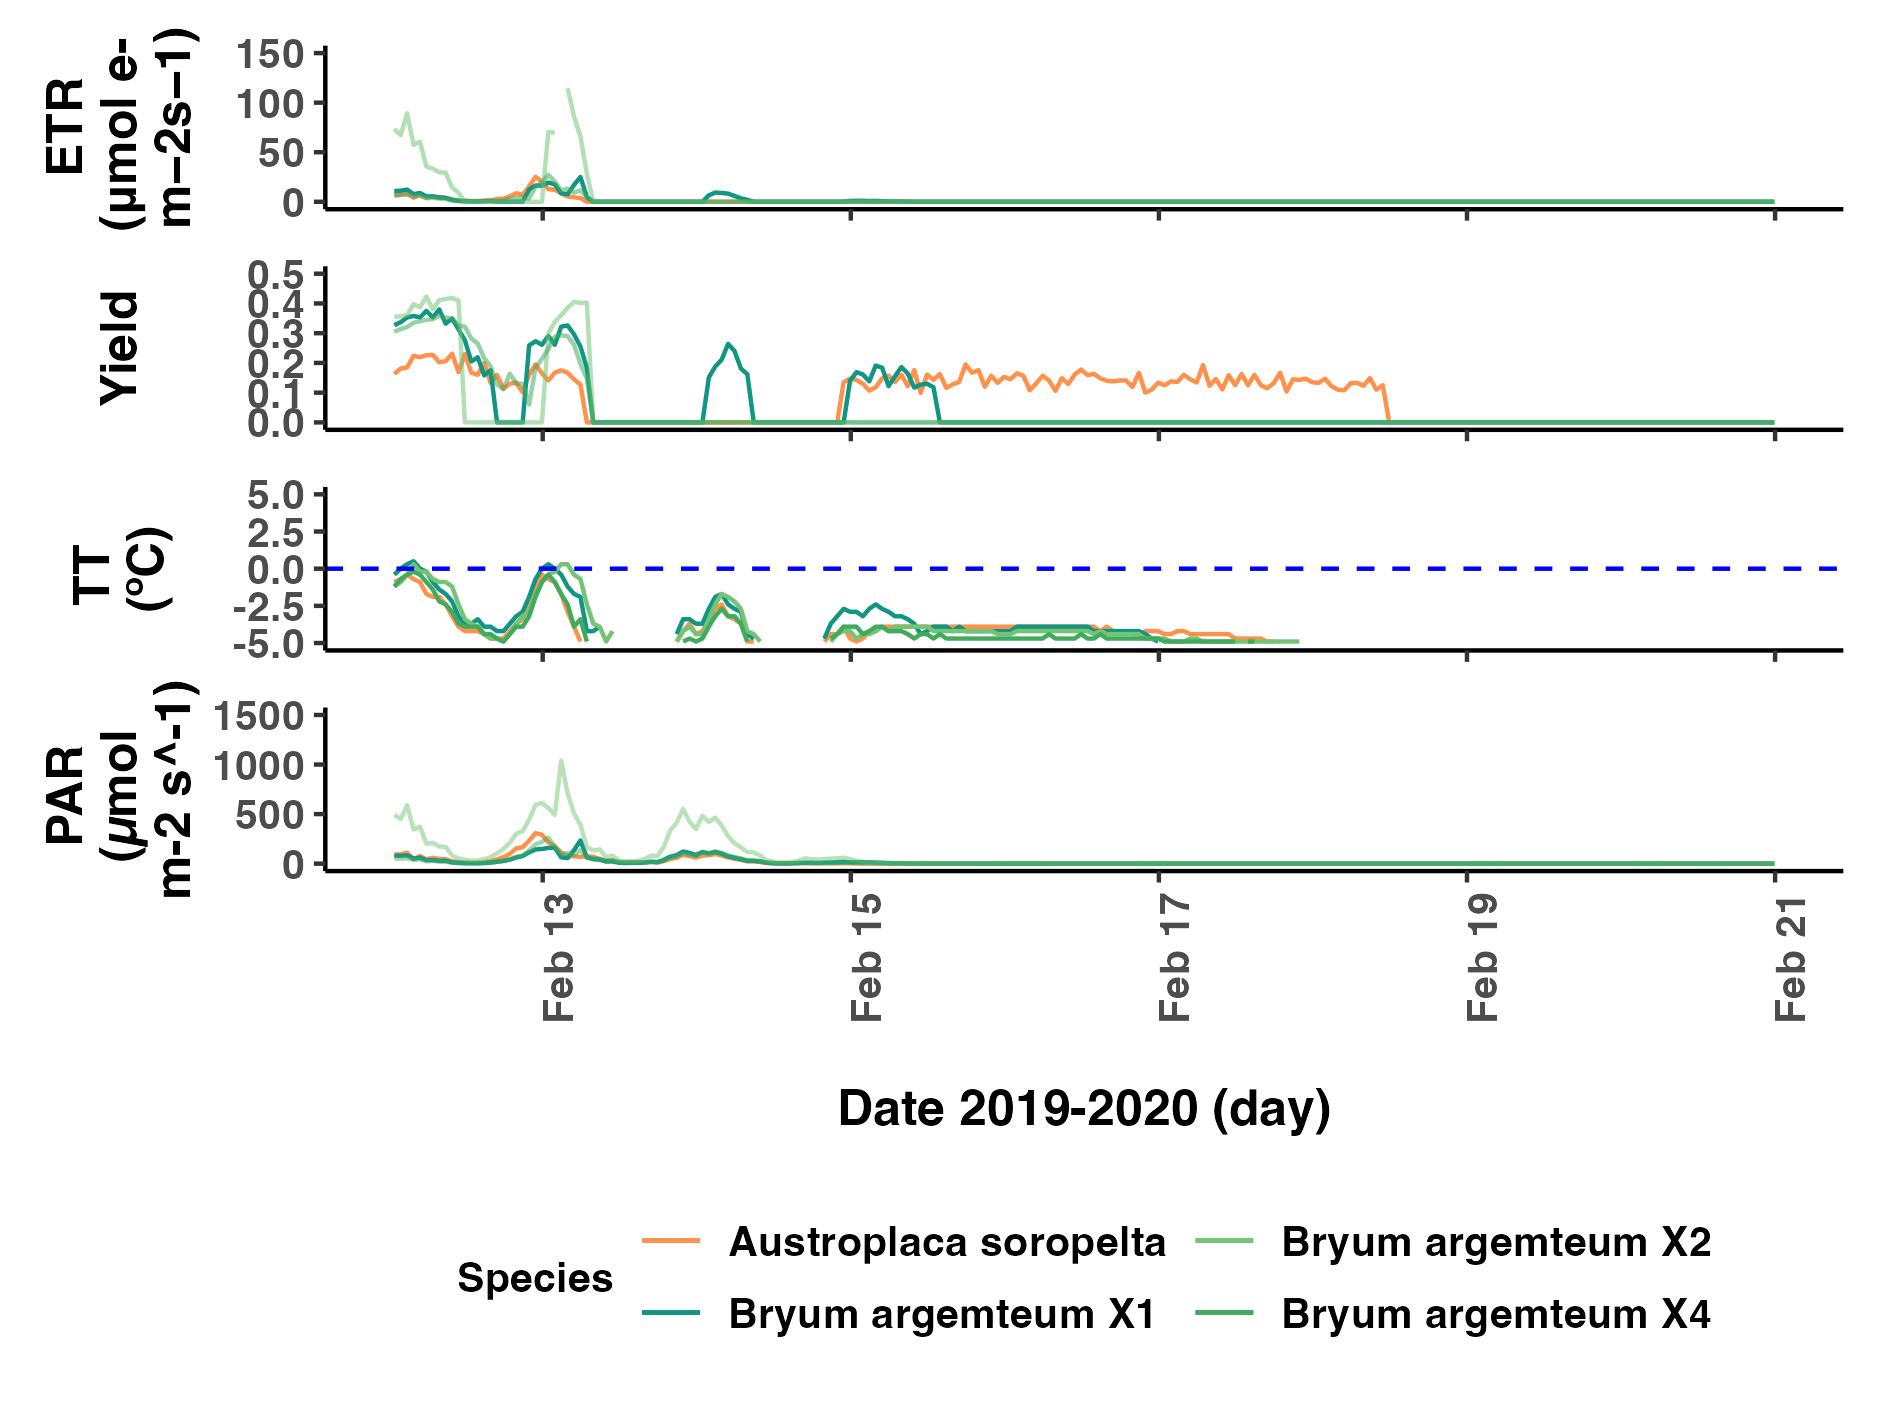 ETR
(µmol e-
m−2s−1)
150
100
50
0
Yield
0.5
0.4
0.3
0.2
0.1
0.0
TT
(ºC)
5.0
2.5
0.0
-2.5
-5.0
PAR
(µmol
m-2 s^-1)
1500
1000
500
0
Feb 13
Feb 15
Feb 17
Feb 19
Feb 21
Date 2019-2020 (day)
Species
Austroplaca soropelta
Bryum argemteum X2
Bryum argemteum X1
Bryum argemteum X4